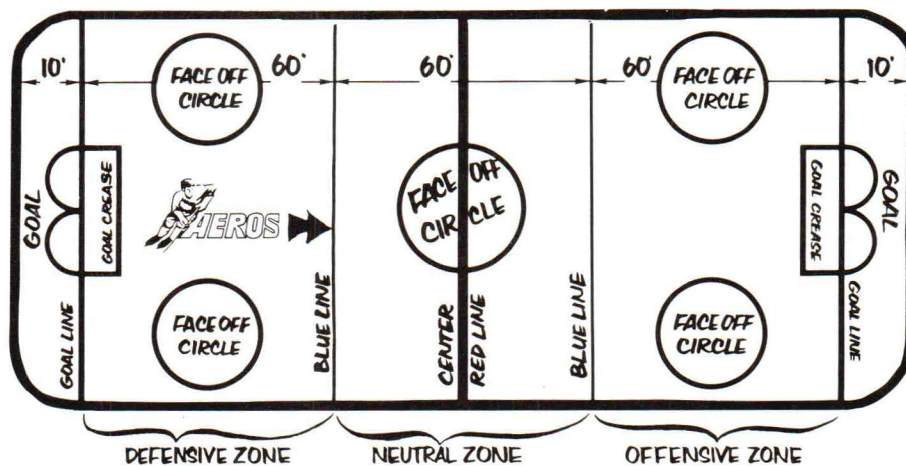 10'
60'
60'
60'
10'
FACE OFF
CIRCLE
FACE OFF
CIRCLE
GOAL
GOAL CREASE
AEROS
FACE OFF
CIRCLE
GOAL CREASE
GOAL
FACE OFF
CIRCLE
FACE OFF
CIRCLE
GOAL LINE
BLUE LINE
CENTER
RED LINE
BLUE LINE
GOAL LINE
DEFENSIVE ZONE
NEUTRAL ZONE
OFFENSIVE ZONE